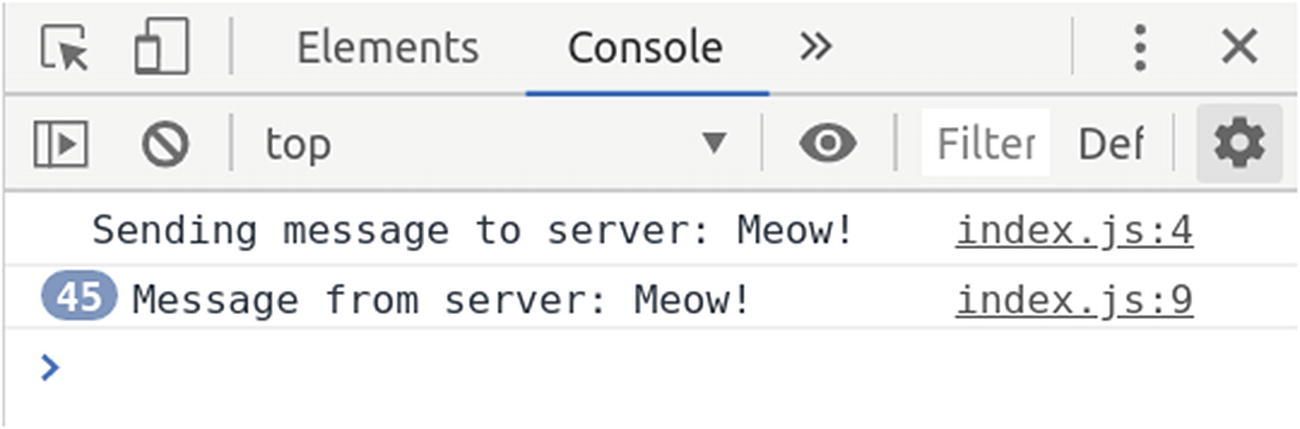 Elements Console
top Filter Def
Sending message to server: Meow! index.js:4
45 Message from server: Meow! index.js:9